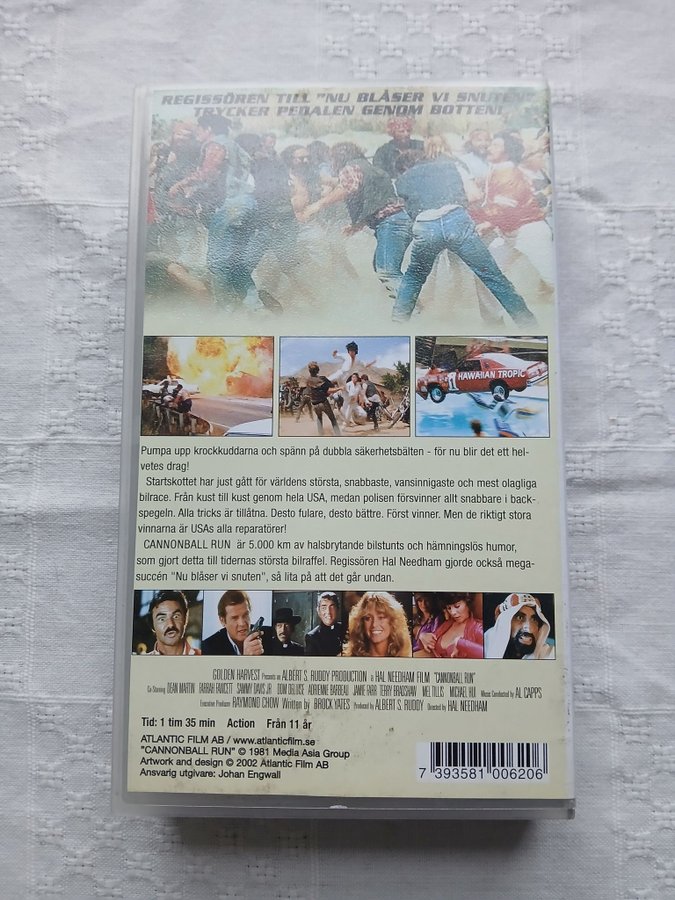 REGISSÖREN TILL "NU BLÅSER VI SNUTEN"
TRYCKER PEDALEN GENOM BOTTEN!
11 HAWAIIAN TROPIC
Pumpa upp krockkuddarna och spänn på dubbla säkerhetsbälten - för nu blir det ett hel-
vetes drag!
Startskottet har just gått för världens största, snabbaste, vansinnigaste och mest olagliga
bilrace. Från kust till kust genom hela USA, medan polisen försvinner allt snabbare i back-
spegeln. Alla tricks är tillåtna. Desto fulare, desto bättre. Först vinner. Men de riktigt stora
vinnarna är USAs alla reparatörer!
CANNONBALL RUN är 5.000 km av halsbrytande bilstunts och hämningslös humor,
som gjort detta till tidernas största bilraffel. Regissören Hal Needham gjorde också mega-
succén "Nu blåser vi snuten", så lita på att det går undan.
GOLDEN HARVEST Presents an ALBERT S. RUDDY PRODUCTION A HAL NEEDHAM FILM "CANNONBALL RUN"
Co-Starring DEAN MARTIN FARRAH FAWCETT SAMMY DAVIS JR DOM DELUISE ADRIENNE BARBEAU JAMIE FARR TERRY BRADSHAW MEL TILLIS MICHAEL HUI Music Conducted by AL CAPPS
Executive Producer RAYMOND CHOW Written by BROCK YATES Produced by ALBERT S. RUDDY Directed by HAL NEEDHAM
Tid: 1 tim 35 min Action Från 11 år
ATLANTIC FILM AB / www.atlanticfilm.se
"CANNONBALL RUN" © 1981 Media Asia Group
Artwork and design © 2002 Atlantic Film AB
Ansvarig utgivare: Johan Engwall
7 393581 006206